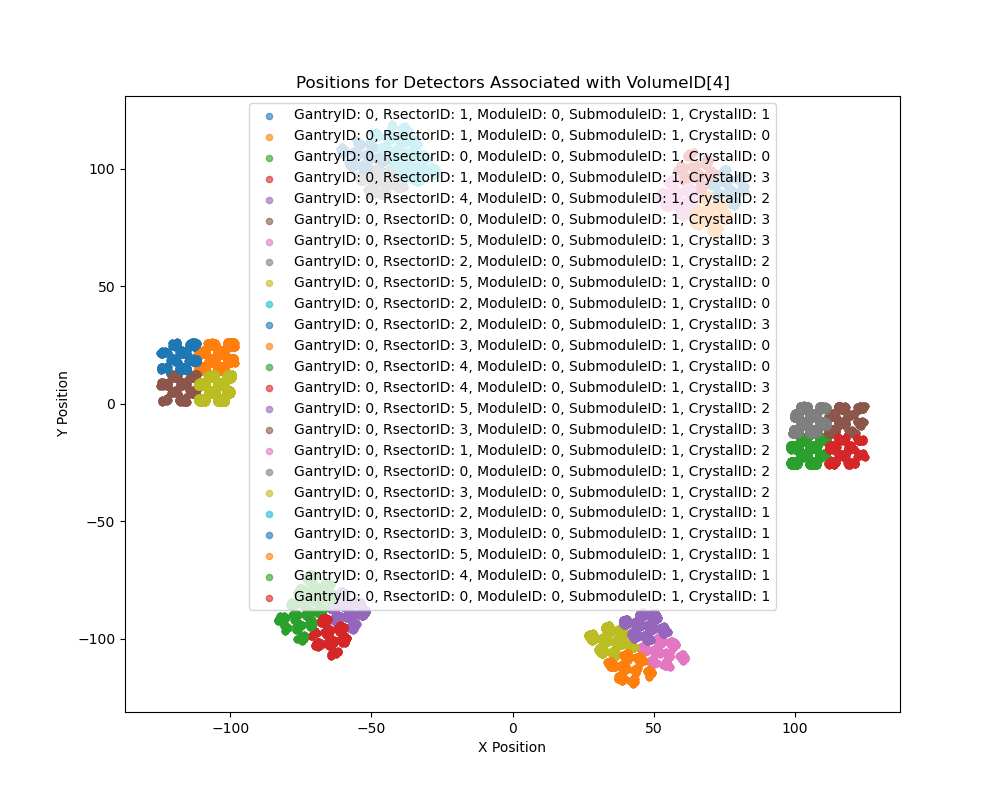 Positions for Detectors Associated with VolumeID[4]
GantryID: 0, RsectorID: 1, ModuleID: 0, SubmoduleID: 1, CrystalID: 1
GantryID: 0, RsectorID: 1, ModuleID: 0, SubmoduleID: 1, CrystalID: 0
GantryID: 0, RsectorID: 0, ModuleID: 0, SubmoduleID: 1, CrystalID: 0
GantryID: 0, RsectorID: 1, ModuleID: 0, SubmoduleID: 1, CrystalID: 3
GantryID: 0, RsectorID: 4, ModuleID: 0, SubmoduleID: 1, CrystalID: 2
GantryID: 0, RsectorID: 0, ModuleID: 0, SubmoduleID: 1, CrystalID: 3
GantryID: 0, RsectorID: 5, ModuleID: 0, SubmoduleID: 1, CrystalID: 3
GantryID: 0, RsectorID: 2, ModuleID: 0, SubmoduleID: 1, CrystalID: 2
GantryID: 0, RsectorID: 5, ModuleID: 0, SubmoduleID: 1, CrystalID: 0
GantryID: 0, RsectorID: 2, ModuleID: 0, SubmoduleID: 1, CrystalID: 0
GantryID: 0, RsectorID: 2, ModuleID: 0, SubmoduleID: 1, CrystalID: 3
GantryID: 0, RsectorID: 3, ModuleID: 0, SubmoduleID: 1, CrystalID: 0
GantryID: 0, RsectorID: 4, ModuleID: 0, SubmoduleID: 1, CrystalID: 0
GantryID: 0, RsectorID: 4, ModuleID: 0, SubmoduleID: 1, CrystalID: 3
GantryID: 0, RsectorID: 5, ModuleID: 0, SubmoduleID: 1, CrystalID: 2
GantryID: 0, RsectorID: 3, ModuleID: 0, SubmoduleID: 1, CrystalID: 3
GantryID: 0, RsectorID: 1, ModuleID: 0, SubmoduleID: 1, CrystalID: 2
GantryID: 0, RsectorID: 0, ModuleID: 0, SubmoduleID: 1, CrystalID: 2
GantryID: 0, RsectorID: 3, ModuleID: 0, SubmoduleID: 1, CrystalID: 2
GantryID: 0, RsectorID: 2, ModuleID: 0, SubmoduleID: 1, CrystalID: 1
GantryID: 0, RsectorID: 3, ModuleID: 0, SubmoduleID: 1, CrystalID: 1
GantryID: 0, RsectorID: 5, ModuleID: 0, SubmoduleID: 1, CrystalID: 1
GantryID: 0, RsectorID: 4, ModuleID: 0, SubmoduleID: 1, CrystalID: 1
GantryID: 0, RsectorID: 0, ModuleID: 0, SubmoduleID: 1, CrystalID: 1
Y Position
100
50
0
−50
−100
−100
−50
0
50
100
X Position